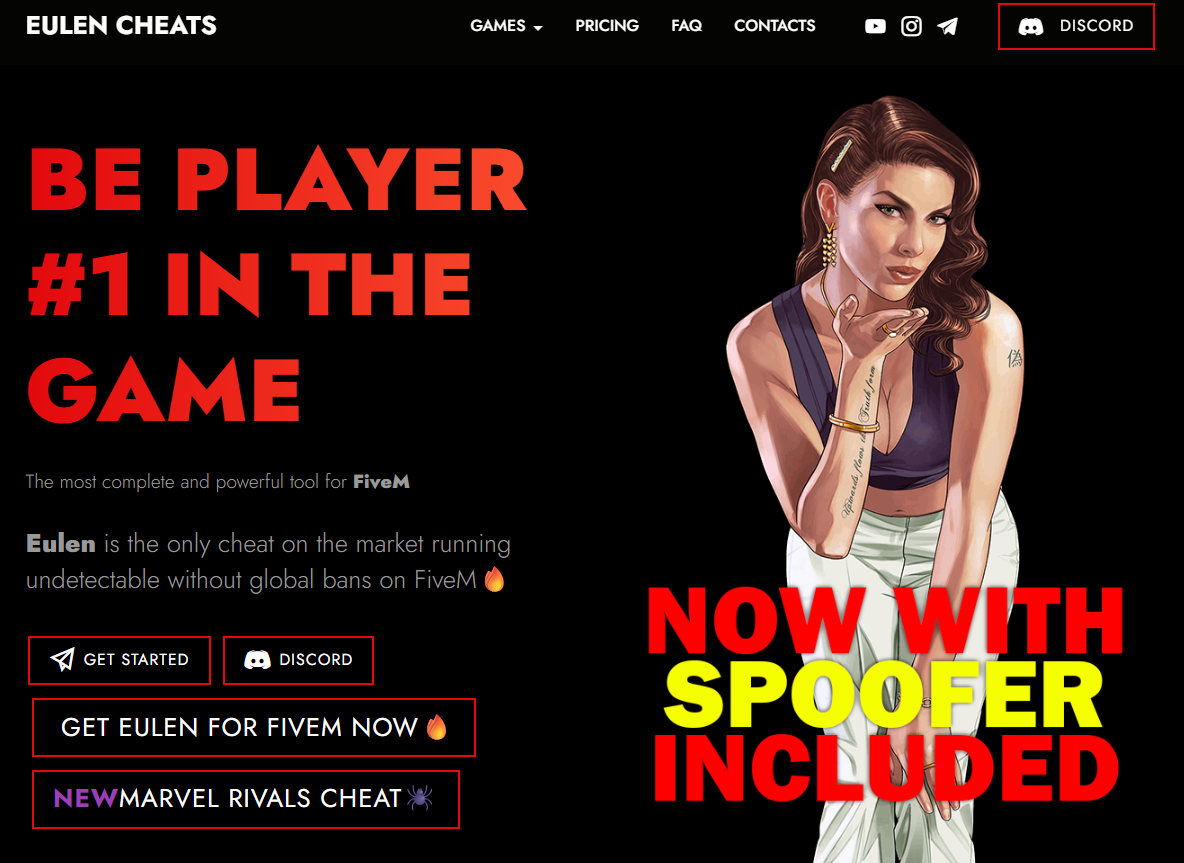 EULEN CHEATS
GAMES PRICING FAQ CONTACTS DISCORD
BE PLAYER
#1 IN THE
GAME
The most complete and powerful tool for FiveM
Eulen is the only cheat on the market running
undetectable without global bans on FiveM🔥
GET STARTED DISCORD
GET EULEN FOR FIVEM NOW🔥
NEWMARVEL RIVALS CHEAT🕷
偽
NOW WITH
SPOOFER
INCLUDED